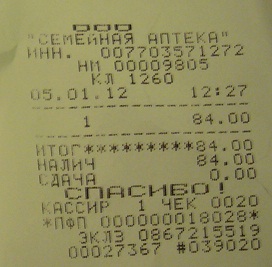 ООО
"СЕМЕЙНАЯ АПТЕКА"
ИНН. 007703571272
НИ 00009805
КЛ 1260
05.01.12 12:27
1 84.00
ИТОГ*********84.00
НАЛИЧ 84.00
СДАЧА 0.00
СПАСИБО!
КАССИР 1 ЧЕК 0020
*ПФП 000000018028*
ЭКЛЗ 0867215519
00027367 #039020